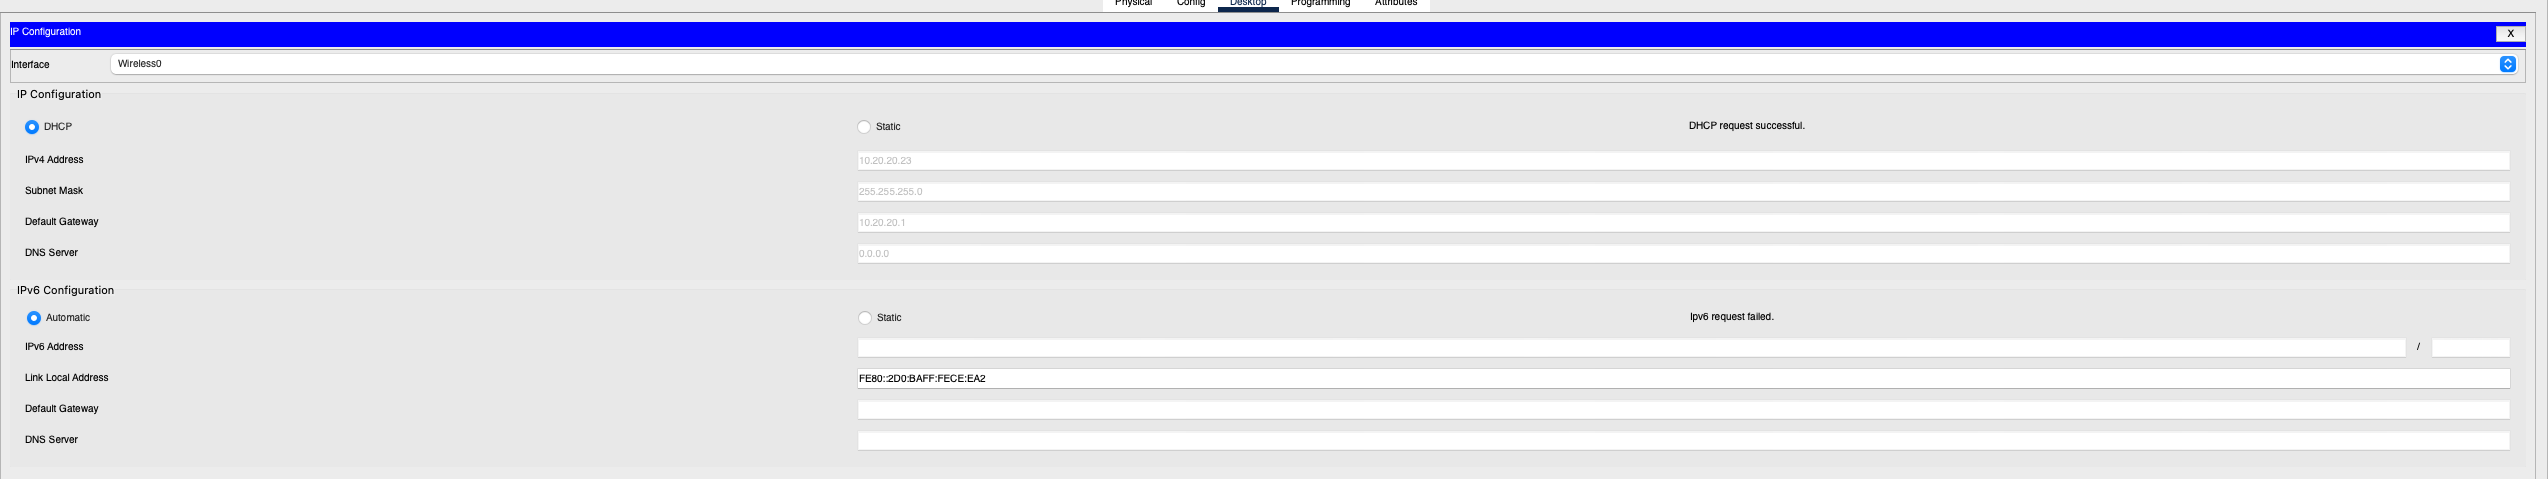 Physical Config Desktop Programming Attributes
IP Configuration
X
Interface Wireless0
IP Configuration
DHCP Static DHCP request successful.
IPv4 Address 10.20.20.23
Subnet Mask 255.255.255.0
Default Gateway 10.20.20.1
DNS Server 0.0.0.0
IPv6 Configuration
Automatic Static Ipv6 request failed.
IPv6 Address /
Link Local Address FE80::2D0:BAFF:FECE:EA2
Default Gateway
DNS Server